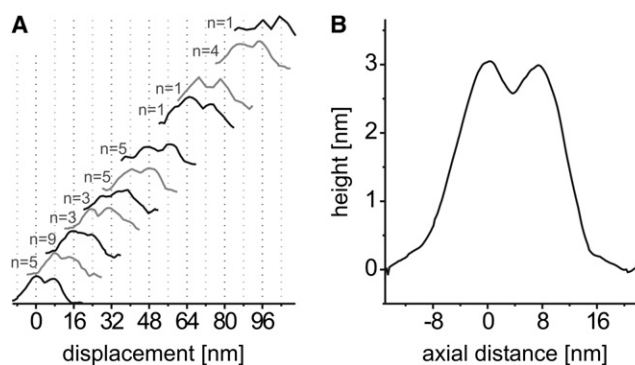 A
n=1
n=4
n=1
n=1
n=5
n=5
n=3
n=3
n=9
n=5
0 16 32 48 64 80 96
displacement [nm]
B
3
2
1
0
height [nm]
-8 0 8 16
axial distance [nm]